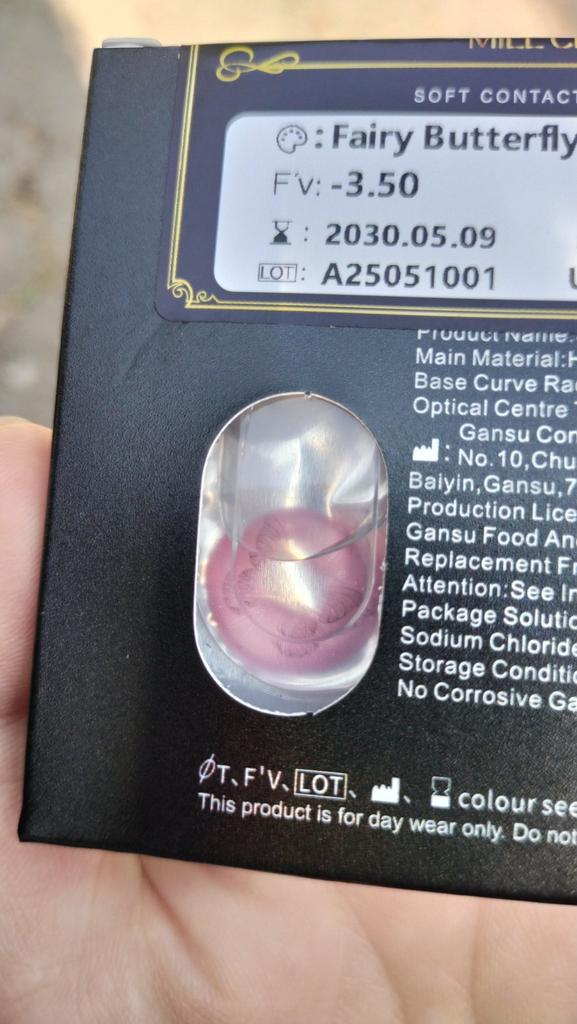 SOFT CONTACT
: Fairy Butterfly
F'v: -3.50
: 2030.05.09
LOT: A25051001
Product Name:
Main Material:H
Base Curve Ra
Optical Centre
Gansu Con
: No.10,Chu
Baiyin,Gansu,7
Production Lice
Gansu Food An
Replacement Fr
Attention:See In
Package Solutio
Sodium Chloride
Storage Conditi
No Corrosive Ga
ØT、F'V、LOT、 、 colour see
This product is for day wear only. Do not